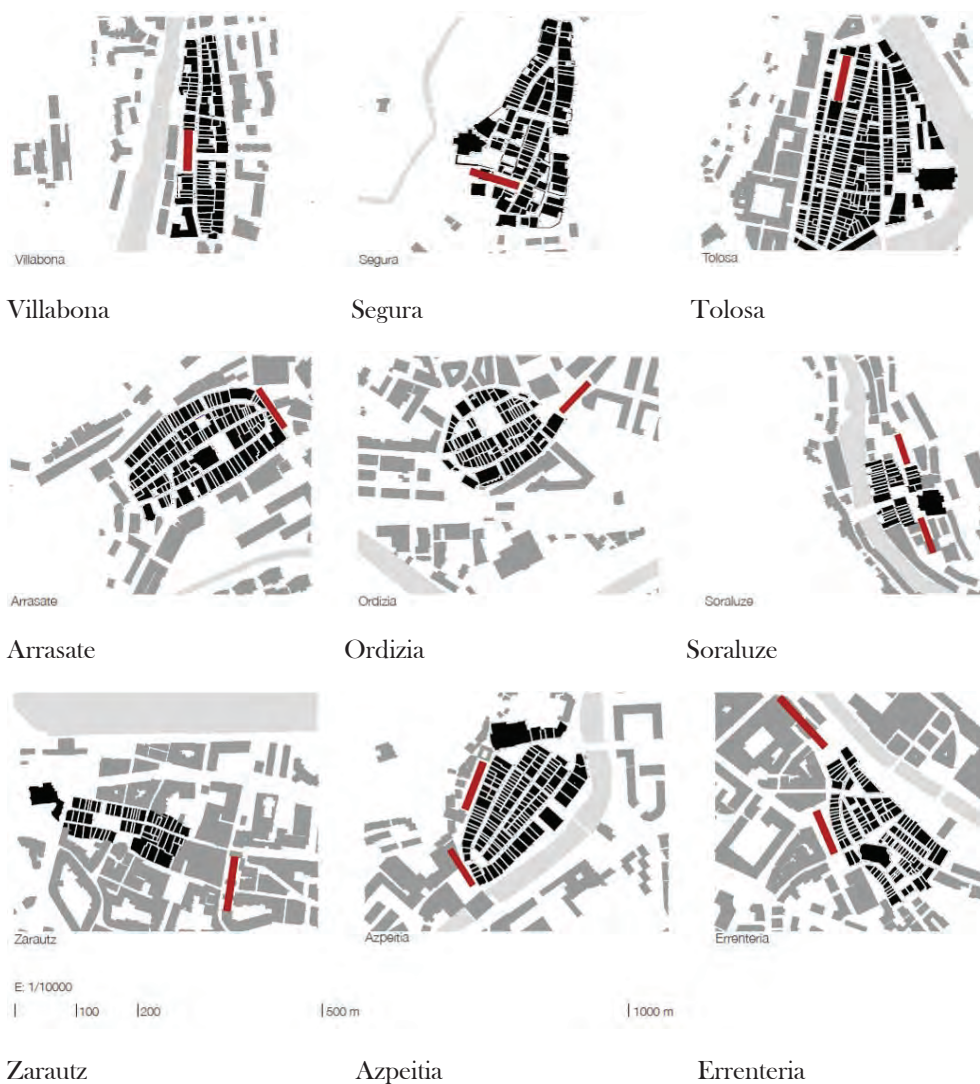 Villabona
Segura
Tolosa
Villabona
Segura
Tolosa
Arrasate
Ordizia
Soraluze
Arrasate
Ordizia
Soraluze
Zarautz
Azpeitia
Errenteria
E: 1/10000
100 200 500 m 1000 m
Zarautz
Azpeitia
Errenteria